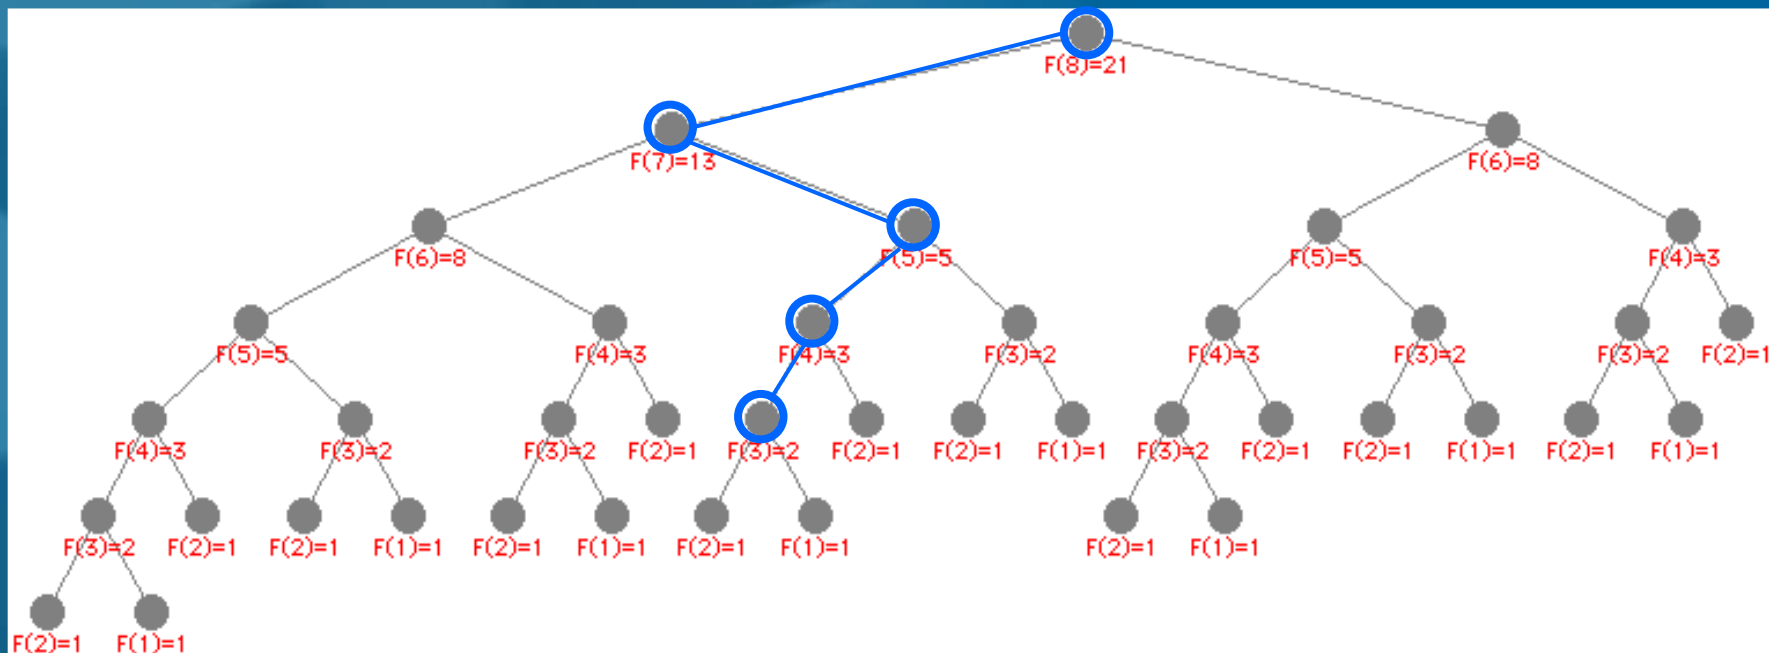 F(8)=21
F(7)=13 F(6)=8
F(6)=8 F(5)=5 F(5)=5 F(4)=3
F(5)=5 F(4)=3 F(4)=3 F(3)=2 F(4)=3 F(3)=2 F(3)=2 F(2)=1
F(4)=3 F(3)=2 F(3)=2 F(2)=1 F(3)=2 F(2)=1 F(2)=1 F(1)=1 F(3)=2 F(2)=1 F(2)=1 F(1)=1 F(2)=1 F(1)=1
F(3)=2 F(2)=1 F(2)=1 F(1)=1 F(2)=1 F(1)=1 F(2)=1 F(1)=1 F(2)=1 F(1)=1
F(2)=1 F(1)=1